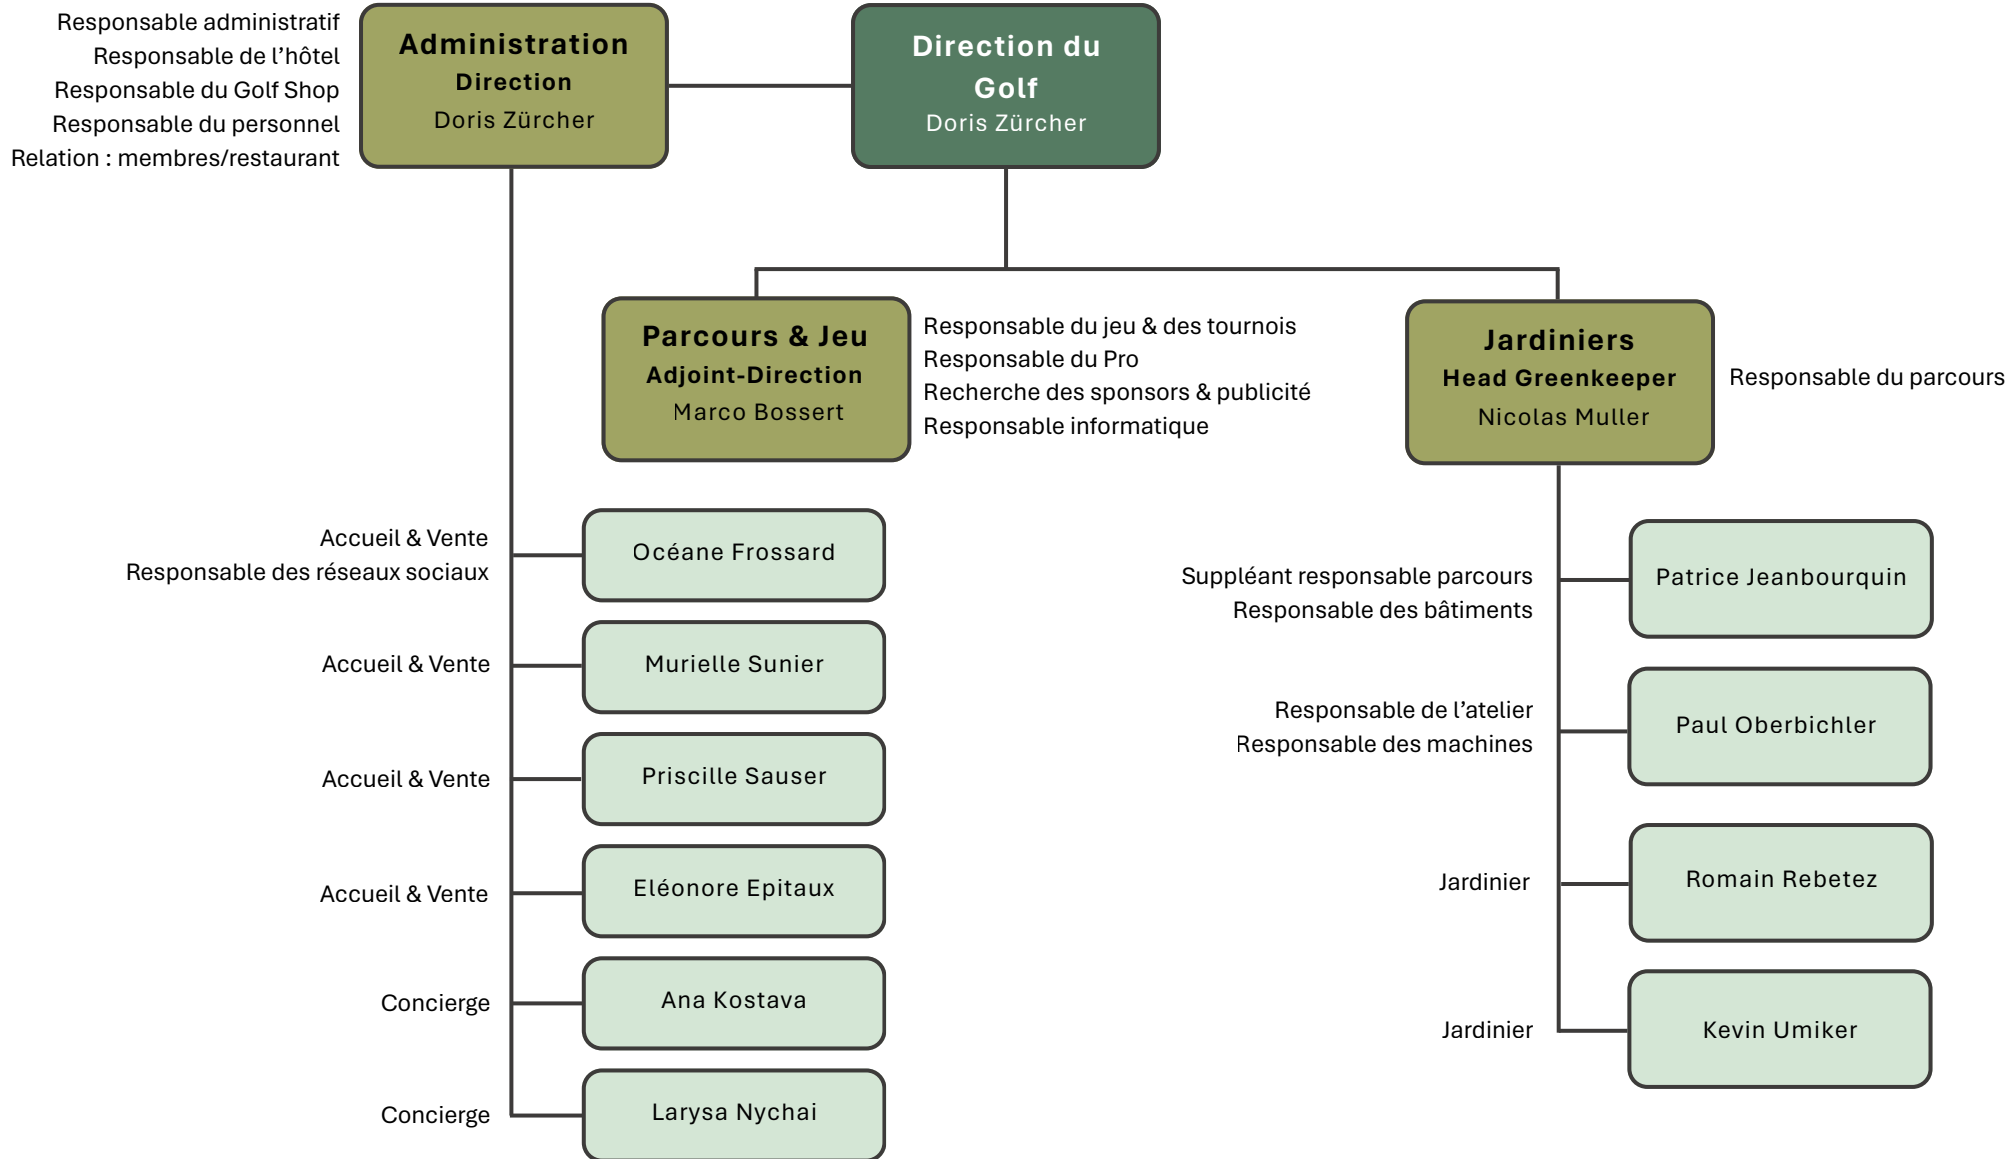 Responsable administratif
Responsable de l’hôtel
Responsable du Golf Shop
Responsable du personnel
Relation : membres/restaurant
Administration
Direction
Doris Zürcher
Direction du
Golf
Doris Zürcher
Parcours & Jeu
Adjoint-Direction
Marco Bossert
Responsable du jeu & des tournois
Responsable du Pro
Recherche des sponsors & publicité
Responsable informatique
Jardiniers
Head Greenkeeper
Nicolas Muller
Responsable du parcours
Accueil & Vente
Responsable des réseaux sociaux
Océane Frossard
Accueil & Vente
Murielle Sunier
Accueil & Vente
Priscille Sauser
Accueil & Vente
Eléonore Epitaux
Concierge
Ana Kostava
Concierge
Larysa Nychai
Suppléant responsable parcours
Responsable des bâtiments
Patrice Jeanbourquin
Responsable de l’atelier
Responsable des machines
Paul Oberbichler
Jardinier
Romain Rebetez
Jardinier
Kevin Umiker